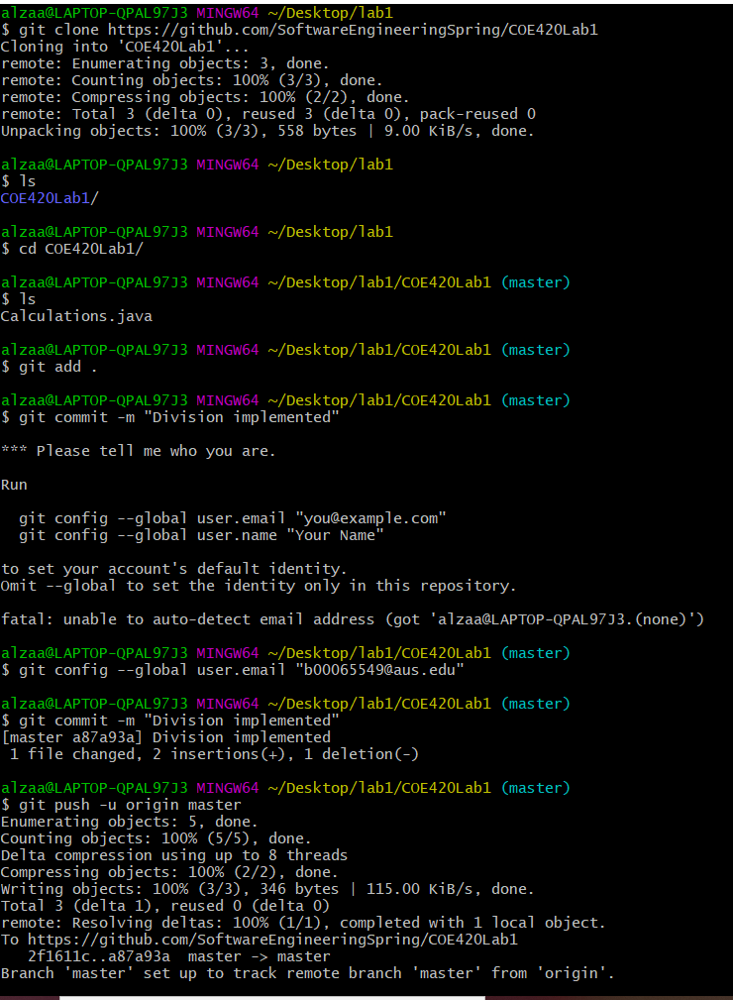 alzaa@LAPTOP-QPAL97J3 MINGW64 ~/Desktop/lab1
$ git clone https://github.com/SoftwareEngineeringSpring/COE420Lab1
Cloning into 'COE420Lab1'...
remote: Enumerating objects: 3, done.
remote: Counting objects: 100% (3/3), done.
remote: Compressing objects: 100% (2/2), done.
remote: Total 3 (delta 0), reused 3 (delta 0), pack-reused 0
Unpacking objects: 100% (3/3), 558 bytes | 9.00 KiB/s, done.
alzaa@LAPTOP-QPAL97J3 MINGW64 ~/Desktop/lab1
$ ls
COE420Lab1/
alzaa@LAPTOP-QPAL97J3 MINGW64 ~/Desktop/lab1
$ cd COE420Lab1/
alzaa@LAPTOP-QPAL97J3 MINGW64 ~/Desktop/lab1/COE420Lab1 (master)
$ ls
Calculations.java
alzaa@LAPTOP-QPAL97J3 MINGW64 ~/Desktop/lab1/COE420Lab1 (master)
$ git add .
alzaa@LAPTOP-QPAL97J3 MINGW64 ~/Desktop/lab1/COE420Lab1 (master)
$ git commit -m "Division implemented"
*** Please tell me who you are.
Run
git config --global user.email "you@example.com"
git config --global user.name "Your Name"
to set your account's default identity.
Omit --global to set the identity only in this repository.
fatal: unable to auto-detect email address (got 'alzaa@LAPTOP-QPAL97J3.(none)')
alzaa@LAPTOP-QPAL97J3 MINGW64 ~/Desktop/lab1/COE420Lab1 (master)
$ git config --global user.email "b00065549@aus.edu"
alzaa@LAPTOP-QPAL97J3 MINGW64 ~/Desktop/lab1/COE420Lab1 (master)
$ git commit -m "Division implemented"
[master a87a93a] Division implemented
1 file changed, 2 insertions(+), 1 deletion(-)
alzaa@LAPTOP-QPAL97J3 MINGW64 ~/Desktop/lab1/COE420Lab1 (master)
$ git push -u origin master
Enumerating objects: 5, done.
Counting objects: 100% (5/5), done.
Delta compression using up to 8 threads
Compressing objects: 100% (2/2), done.
Writing objects: 100% (3/3), 346 bytes | 115.00 KiB/s, done.
Total 3 (delta 1), reused 0 (delta 0)
remote: Resolving deltas: 100% (1/1), completed with 1 local object.
To https://github.com/SoftwareEngineeringSpring/COE420Lab1
2f1611c..a87a93a master -> master
Branch 'master' set up to track remote branch 'master' from 'origin'.